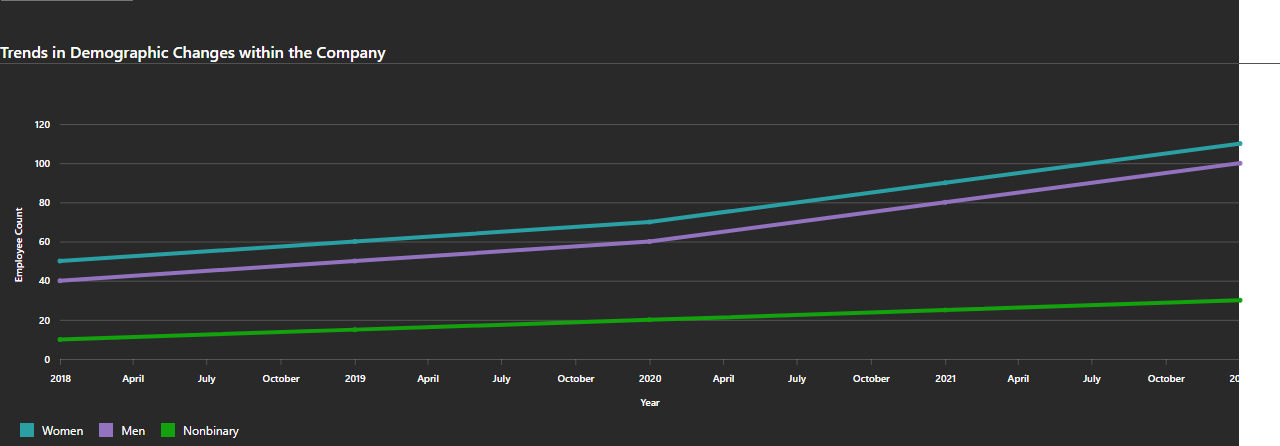 Trends in Demographic Changes within the Company
Employee Count
120
100
80
60
40
20
0
2018 April July October 2019 April July October 2020 April July October 2021 April July October
Year
Women Men Nonbinary